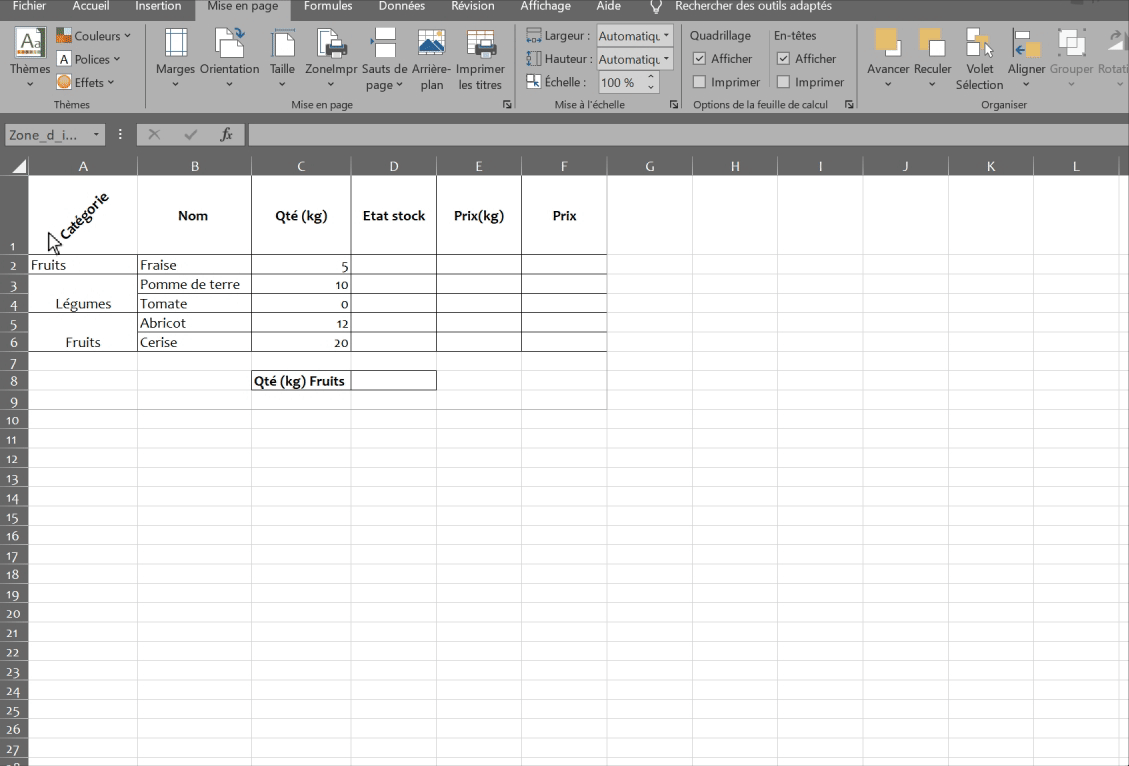 Fichier Accueil Insertion Mise en page Formules Données Révision Affichage Aide Rechercher des outils adaptés
Thèmes
Couleurs
Polices
Effets
Thèmes
Marges
Orientation
Taille
ZoneImpr
Sauts de page
Arrière-plan
Imprimer les titres
Mise en page
Largeur : Automatiqu
Hauteur : Automatiqu
Échelle : 100 %
Mise à l'échelle
Quadrillage
Afficher
Imprimer
En-têtes
Afficher
Imprimer
Options de la feuille de calcul
Avancer
Reculer
Volet Sélection
Aligner
Grouper
Rotati
Organiser
Zone_d_i... fx
A B C D E F G H I J K L
1 Catégorie Nom Qté (kg) Etat stock Prix(kg) Prix
2 Fruits Fraise 5
3 Pomme de terre 10
4 Légumes Tomate 0
5 Abricot 12
6 Fruits Cerise 20
7
8 Qté (kg) Fruits
9
10
11
12
13
14
15
16
17
18
19
20
21
22
23
24
25
26
27